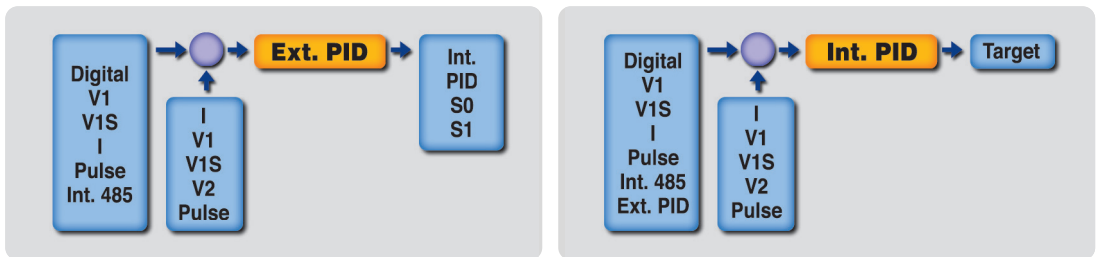 Digital
V1
V1S
I
Pulse
Int. 485
I
V1
V1S
V2
Pulse
Ext. PID
Int.
PID
S0
S1
Digital
V1
V1S
I
Pulse
Int. 485
Ext. PID
I
V1
V1S
V2
Pulse
Int. PID
Target